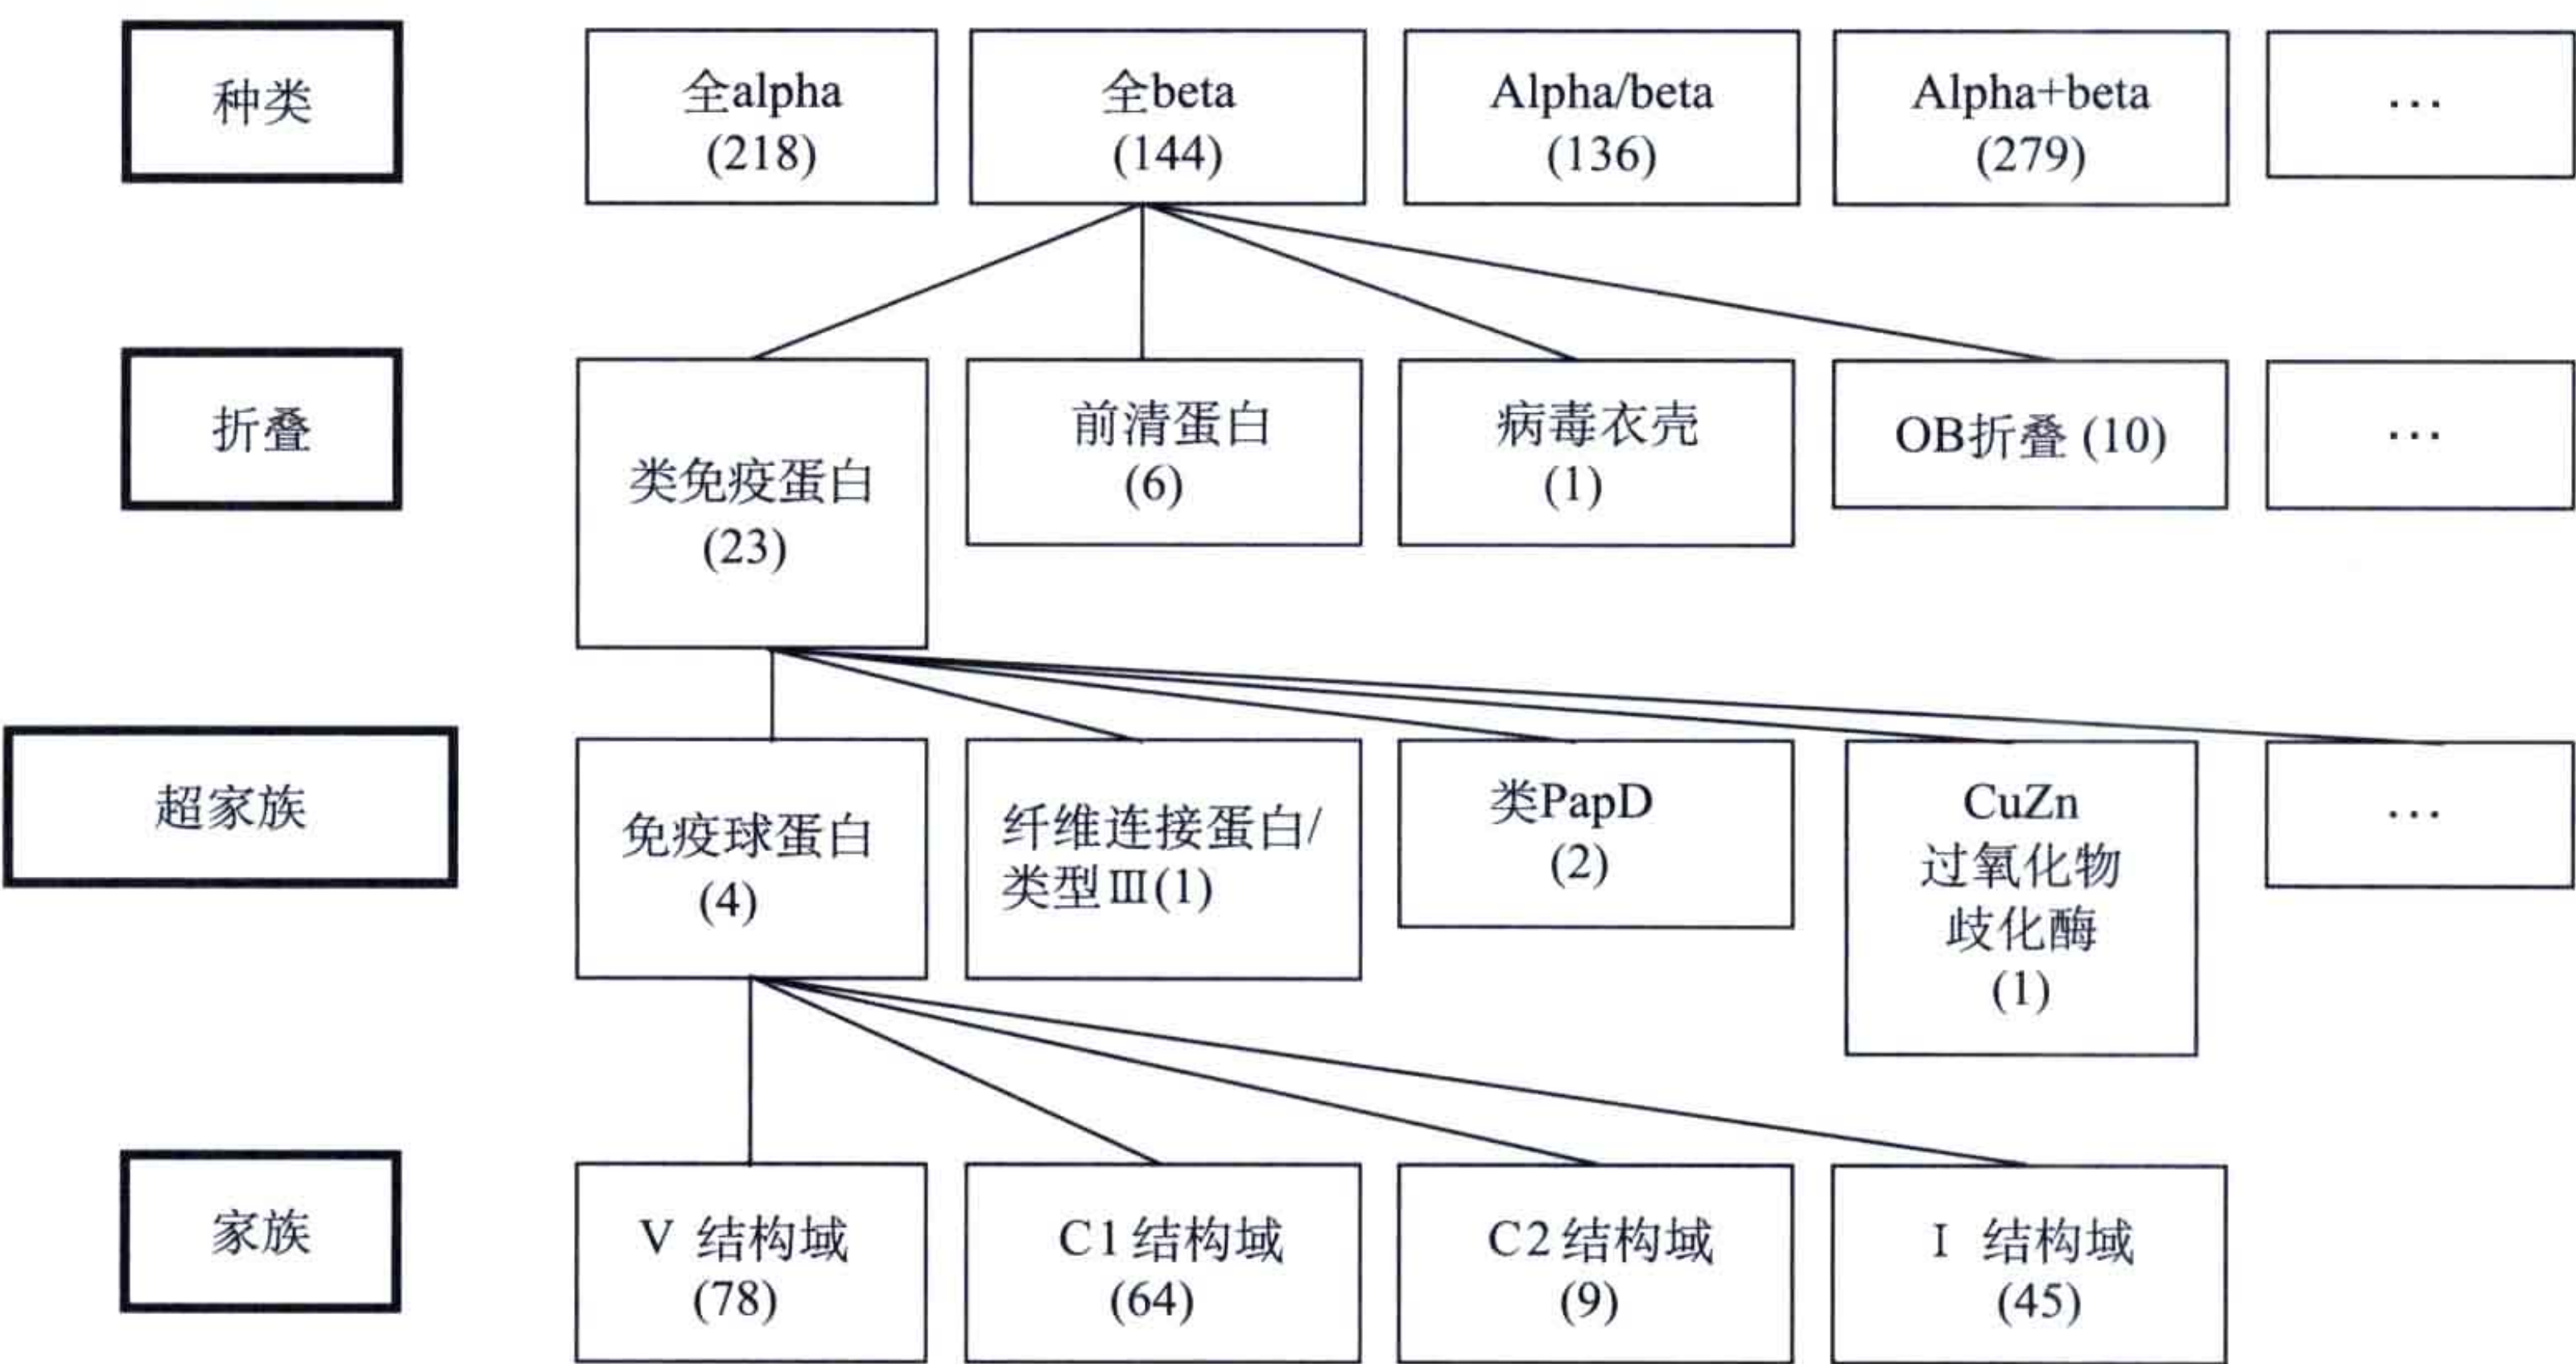 种类
全alpha
(218)
全beta
(144)
Alpha/beta
(136)
Alpha+beta
(279)
…
折叠
类免疫蛋白
(23)
前清蛋白
(6)
病毒衣壳
(1)
OB折叠 (10)
…
超家族
免疫球蛋白
(4)
纤维连接蛋白/
类型Ⅲ(1)
类PapD
(2)
CuZn
过氧化物
歧化酶
(1)
…
家族
V 结构域
(78)
C1结构域
(64)
C2结构域
(9)
I 结构域
(45)